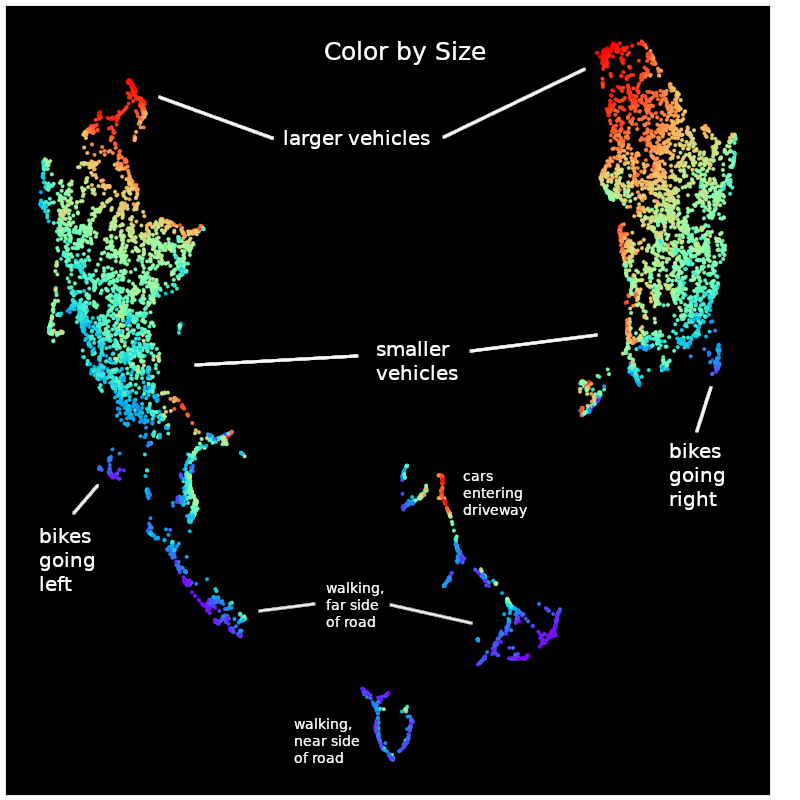 Color by Size
larger vehicles
smaller
vehicles
bikes
going
right
cars
entering
driveway
bikes
going
left
walking,
far side
of road
walking,
near side
of road